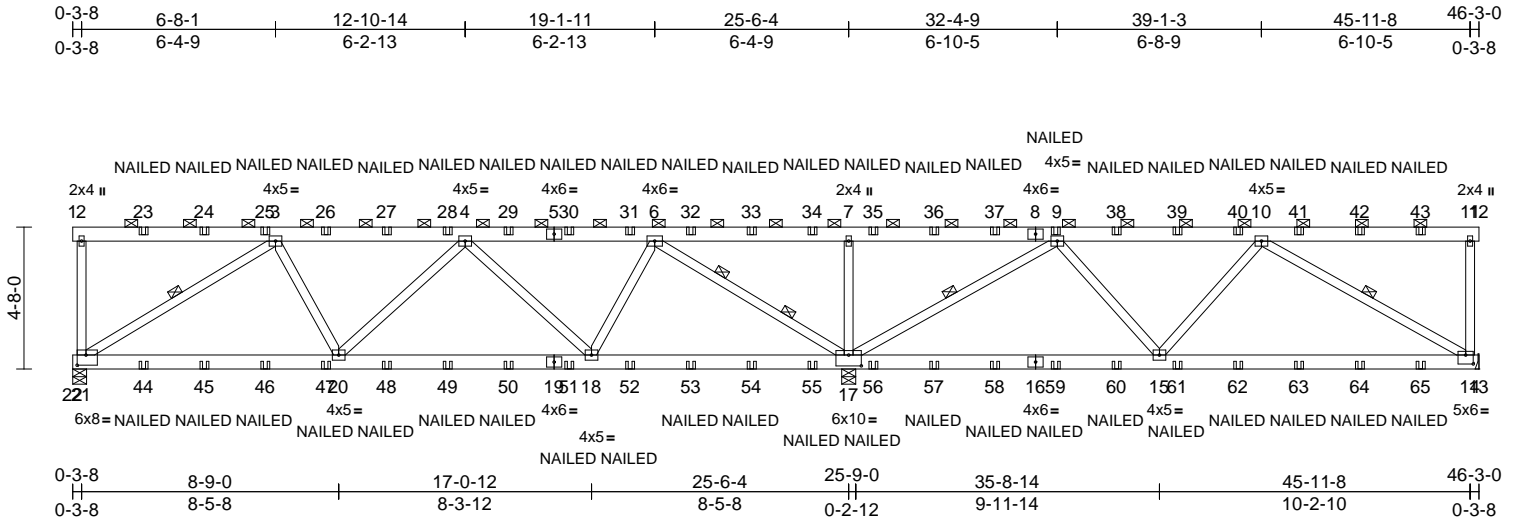 0-3-8 6-8-1 12-10-14 19-1-11 25-6-4 32-4-9 39-1-3 45-11-8 46-3-0
0-3-8 6-4-9 6-2-13 6-2-13 6-4-9 6-10-5 6-8-9 6-10-5 0-3-8
NAILED
NAILED NAILED NAILED NAILED NAILED NAILED NAILED NAILED NAILED NAILED NAILED NAILED NAILED NAILED NAILED 4x5= NAILED NAILED NAILED NAILED NAILED NAILED
2x4 II 4x5= 4x5= 4x6= 4x6= 2x4 II 4x6= 4x5= 2x4 II
1 2 23 24 25 3 26 27 28 4 29 5 30 31 6 32 33 34 7 35 36 37 8 9 38 39 40 10 41 42 43 11 12
4-8-0
22 21 44 45 46 47 20 48 49 50 19 51 18 52 53 54 55 17 56 57 58 16 59 60 15 61 62 63 64 65 14 13
6x8= NAILED NAILED NAILED 4x5= NAILED NAILED 4x6= NAILED NAILED 6x10= NAILED 4x6= 4x5= NAILED NAILED NAILED NAILED 5x6=
NAILED NAILED 4x5= NAILED NAILED NAILED NAILED NAILED
NAILED NAILED
0-3-8 8-9-0 17-0-12 25-6-4 25-9-0 35-8-14 45-11-8 46-3-0
0-3-8 8-5-8 8-3-12 8-5-8 0-2-12 9-11-14 10-2-10 0-3-8